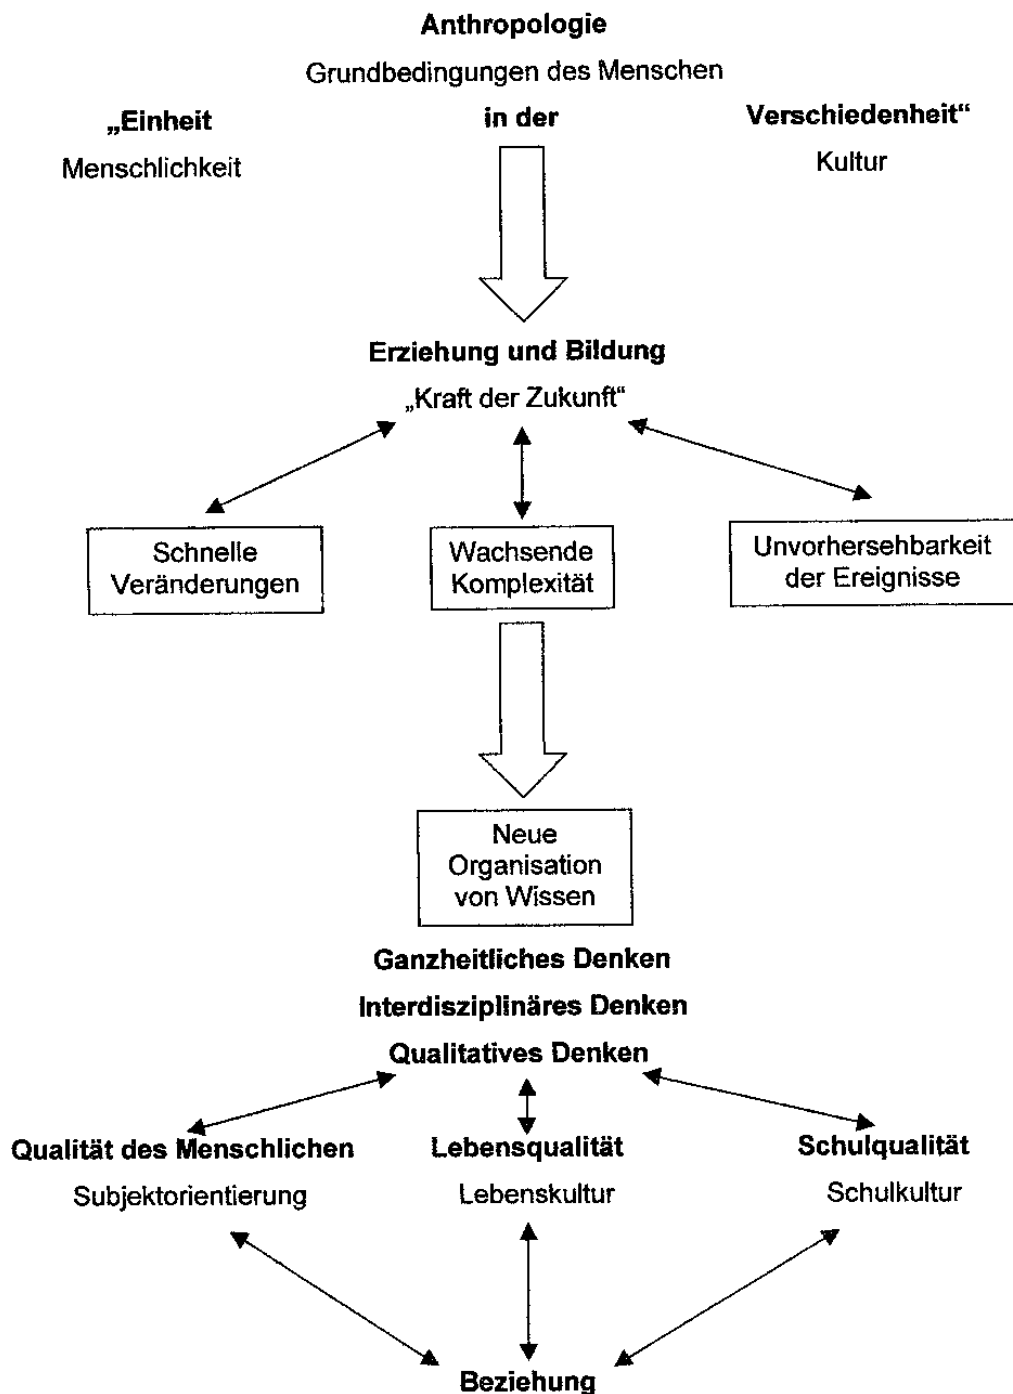 Anthropologie
Grundbedingungen des Menschen
„Einheit in der Verschiedenheit“
Menschlichkeit Kultur
Erziehung und Bildung
„Kraft der Zukunft“
Schnelle
Veränderungen
Wachsende
Komplexität
Unvorhersehbarkeit
der Ereignisse
Neue
Organisation
von Wissen
Ganzheitliches Denken
Interdisziplinäres Denken
Qualitatives Denken
Qualität des Menschlichen
Subjektorientierung
Lebensqualität
Lebenskultur
Schulqualität
Schulkultur
Beziehung